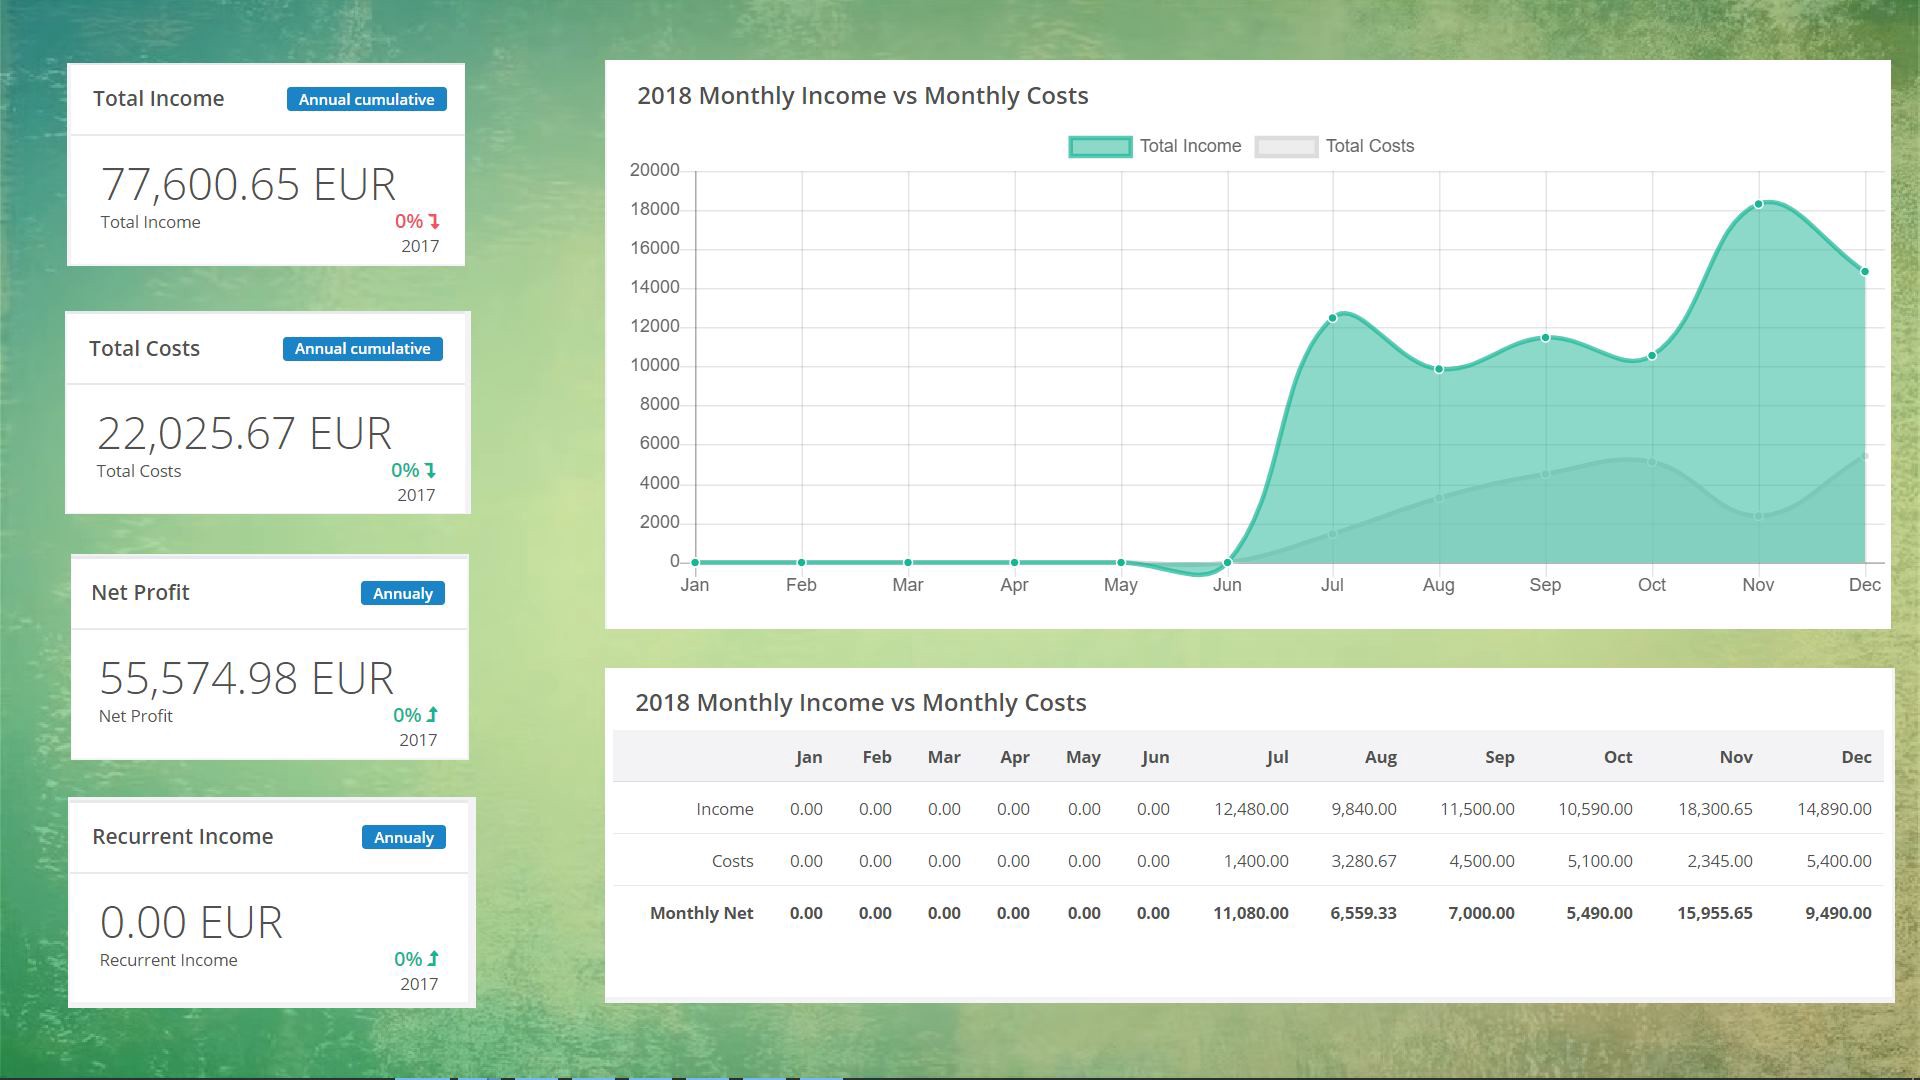 Total Income Annual cumulative
77,600.65 EUR
Total Income 0%
2017
Total Costs Annual cumulative
22,025.67 EUR
Total Costs 0%
2017
Net Profit Annualy
55,574.98 EUR
Net Profit 0%
2017
Recurrent Income Annualy
0.00 EUR
Recurrent Income 0%
2017
2018 Monthly Income vs Monthly Costs
Total Income Total Costs
20000
18000
16000
14000
12000
10000
8000
6000
4000
2000
0
Jan Feb Mar Apr May Jun Jul Aug Sep Oct Nov Dec
2018 Monthly Income vs Monthly Costs
Jan Feb Mar Apr May Jun Jul Aug Sep Oct Nov Dec
Income 0.00 0.00 0.00 0.00 0.00 0.00 12,480.00 9,840.00 11,500.00 10,590.00 18,300.65 14,890.00
Costs 0.00 0.00 0.00 0.00 0.00 0.00 1,400.00 3,280.67 4,500.00 5,100.00 2,345.00 5,400.00
Monthly Net 0.00 0.00 0.00 0.00 0.00 0.00 11,080.00 6,559.33 7,000.00 5,490.00 15,955.65 9,490.00